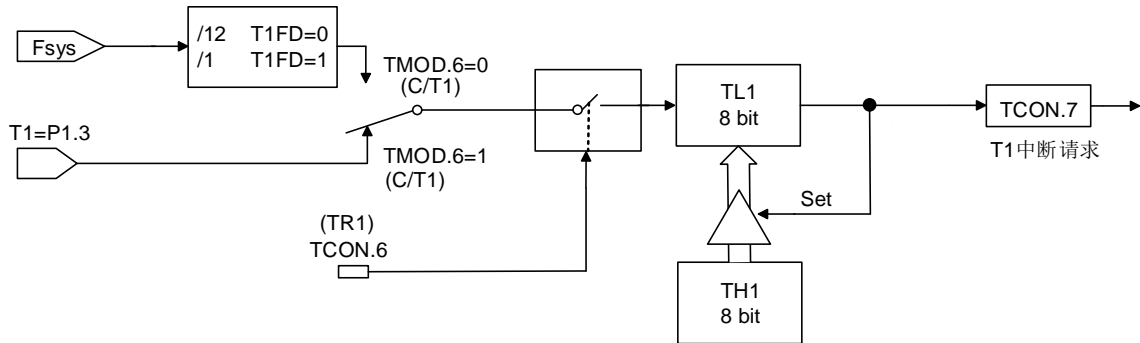 Fsys
/12 T1FD=0
/1 T1FD=1
TMOD.6=0
(C/T1)
T1=P1.3
TMOD.6=1
(C/T1)
(TR1)
TCON.6
TL1
8 bit
TCON.7
T1中断请求
Set
TH1
8 bit